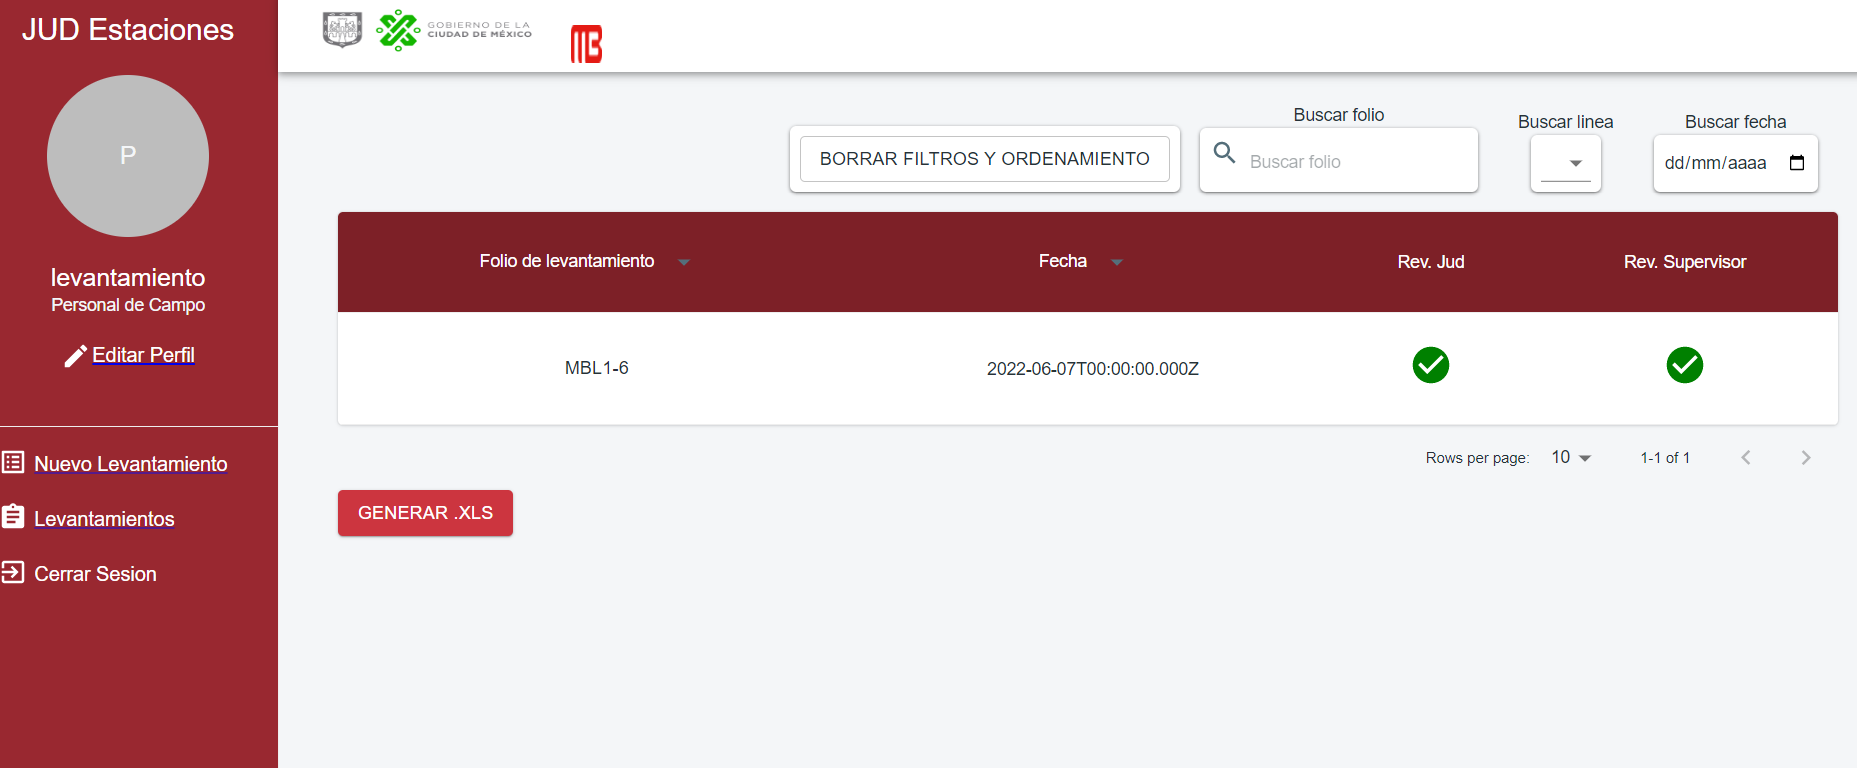 JUD Estaciones
P
levantamiento
Personal de Campo
Editar Perfil
Nuevo Levantamiento
Levantamientos
Cerrar Sesion
GOBIERNO DE LA
CIUDAD DE MÉXICO
MB
BORRAR FILTROS Y ORDENAMIENTO
Buscar folio
Buscar folio
Buscar linea
Buscar fecha
dd/mm/aaaa
Folio de levantamiento Fecha Rev. Jud Rev. Supervisor
MBL1-6 2022-06-07T00:00:00.000Z
Rows per page: 10 1-1 of 1
GENERAR .XLS